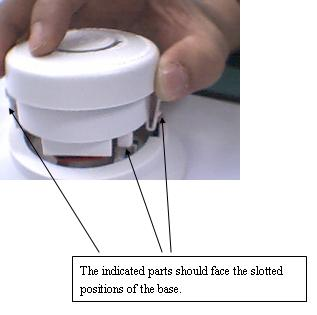 The indicated parts should face the slotted
positions of the base.